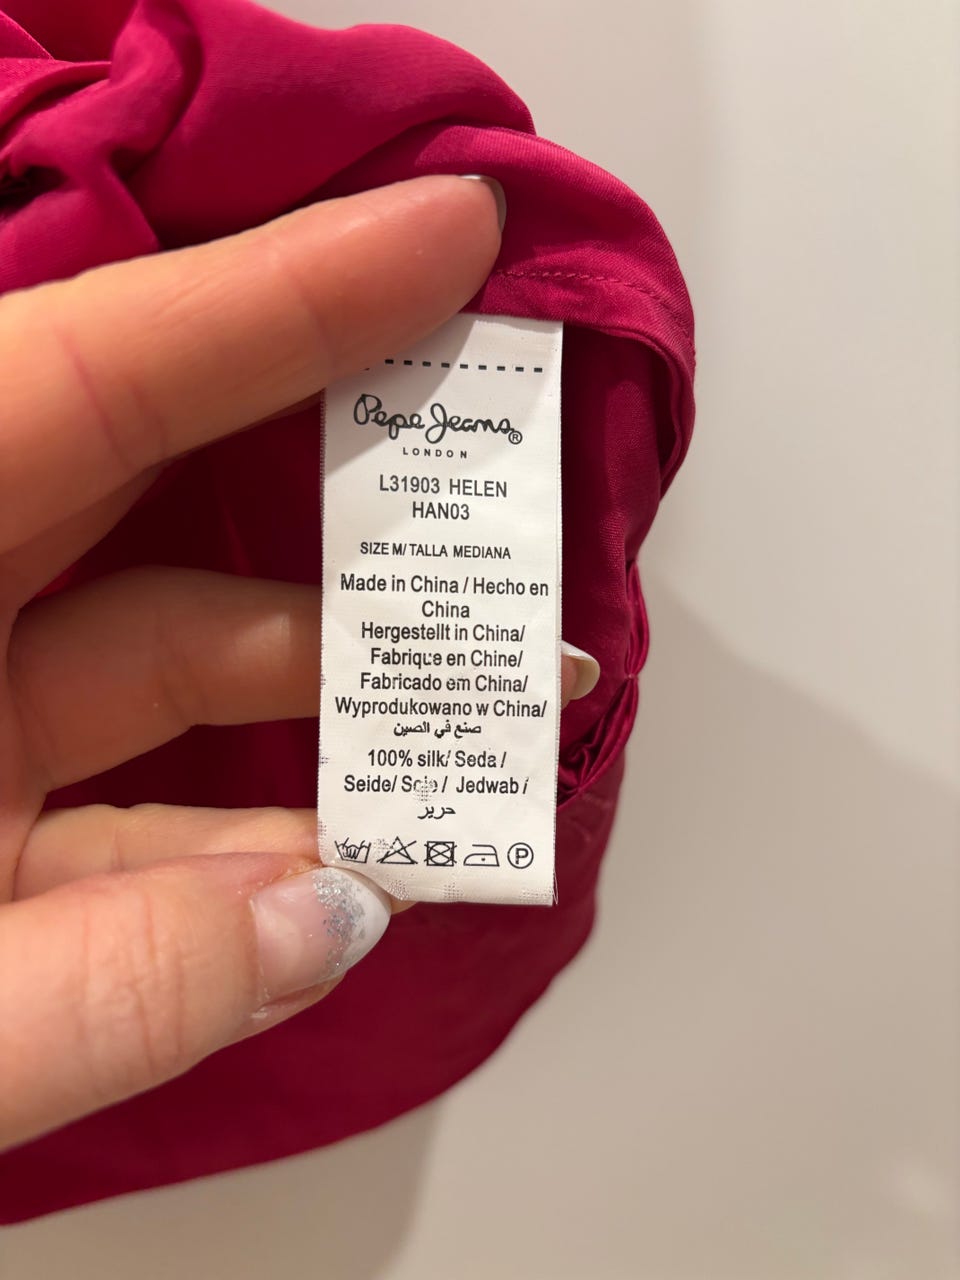 Pepe Jeans®
LONDON
L31903 HELEN
HAN03
SIZE M/ TALLA MEDIANA
Made in China / Hecho en
China
Hergestellt in China/
Fabrique en Chine/
Fabricado em China/
Wyprodukowano w China/
صنع في الصين
100% silk/ Seda /
Seide/ Soie / Jedwab /
حرير
P